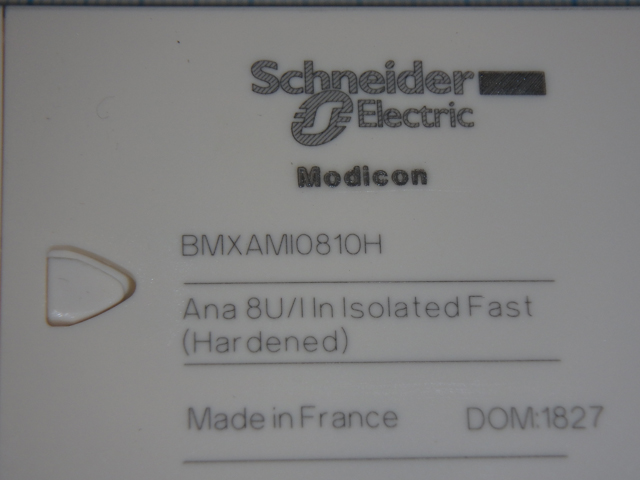 Schneider
Electric
Modicon
BMXAMI0810H
Ana 8U/I In Isolated Fast
(Hardened)
Made in France DOM:1827